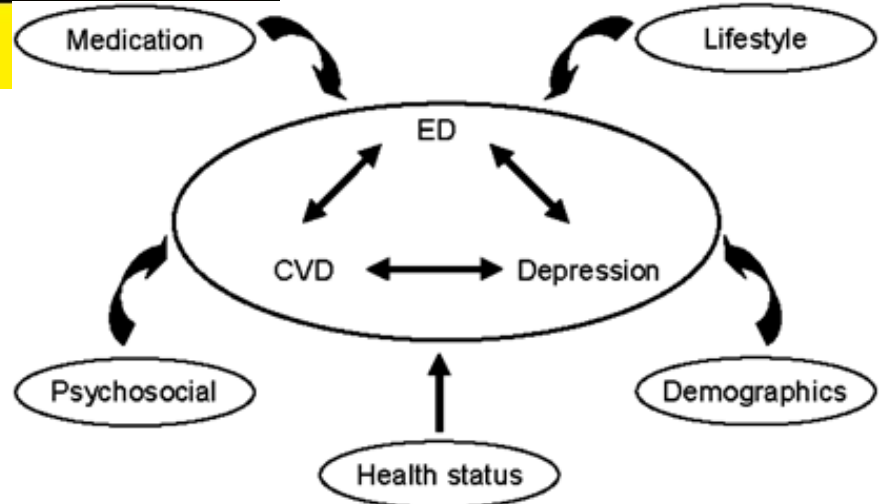 Medication
Lifestyle
ED
CVD
Depression
Psychosocial
Demographics
Health status